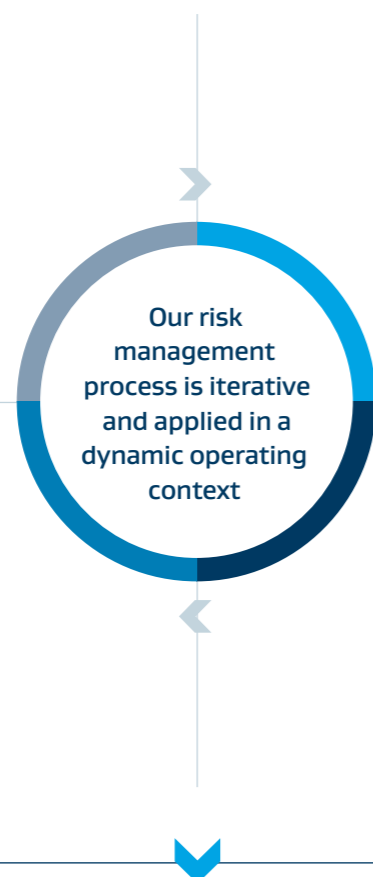 Our risk
management
process is iterative
and applied in a
dynamic operating
context